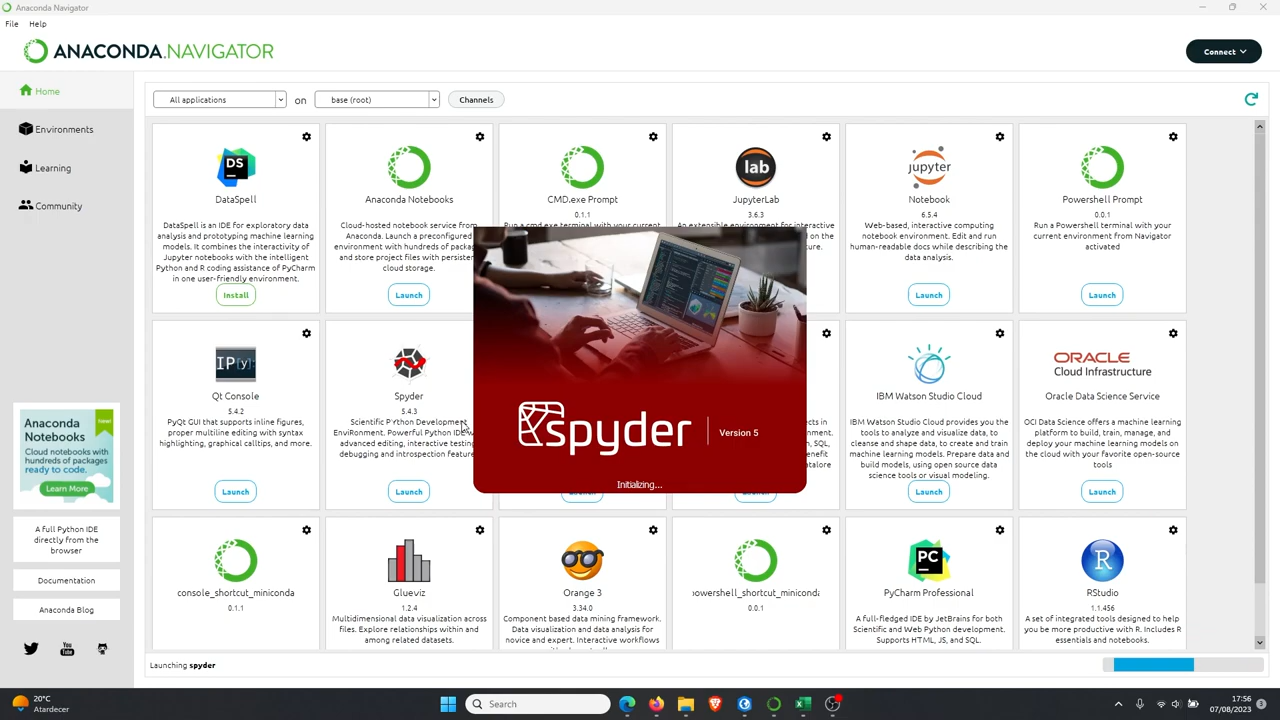 Anaconda Navigator
File Help
ANACONDA.NAVIGATOR
Connect
Home
Environments
Learning
Community
All applications
on
base (root)
Channels
DataSpell
DataSpell is an IDE for exploratory data
analysis and prototyping machine learning
models. It combines the interactivity of
Jupyter notebooks with the intelligent
Python and R coding assistance of PyCharm
in one user-friendly environment.
Install
Anaconda Notebooks
Cloud-hosted notebook service from
Anaconda. Launch a preconfigured
environment with hundreds of packag
and store project files with persisten
cloud storage.
Launch
CMD.exe Prompt
0.1.1
Run a cmd.exe terminal with your current
lab
JupyterLab
3.6.3
An extensible environment for interactive
jupyter
Notebook
6.5.4
Web-based, interactive computing
notebook environment. Edit and run
human-readable docs while describing the
data analysis.
Launch
Powershell Prompt
0.0.1
Run a Powershell terminal with your
current environment from Navigator
activated
Launch
Qt Console
5.4.2
PyQt GUI that supports inline figures,
proper multiline editing with syntax
highlighting, graphical calltips, and more.
Launch
Spyder
5.4.3
Scientific PYthon Development
EnviRonment. Powerful Python IDE w
advanced editing, interactive testing
debugging and introspection feature
Launch
spyder
Version 5
Initializing...
IBM Watson Studio Cloud
IBM Watson Studio Cloud provides you the
tools to analyze and visualize data, to
cleanse and shape data, to create and train
machine learning models. Prepare data and
build models, using open source data
science tools or visual modeling.
Launch
ORACLE
Cloud Infrastructure
Oracle Data Science Service
OCI Data Science offers a machine learning
platform to build, train, manage, and
deploy your machine learning models on
the cloud with your favorite open-source
tools
Launch
console_shortcut_miniconda
0.1.1
Glueviz
1.2.4
Multidimensional data visualization across
files. Explore relationships within and
among related datasets.
Orange 3
3.34.0
Component based data mining framework.
Data visualization and data analysis for
novice and expert. Interactive workflows
powershell_shortcut_miniconda
0.0.1
PyCharm Professional
A full-fledged IDE by JetBrains for both
Scientific and Web Python development.
Supports HTML, JS, and SQL.
RStudio
1.1.456
A set of integrated tools designed to help
you be more productive with R. Includes R
essentials and notebooks.
Anaconda
Notebooks
New!
Cloud notebooks with
hundreds of packages
ready to code.
Learn More
A full Python IDE
directly from the
browser
Documentation
Anaconda Blog
Launching spyder
20°C
Atardecer
Search
17:56
07/08/2023